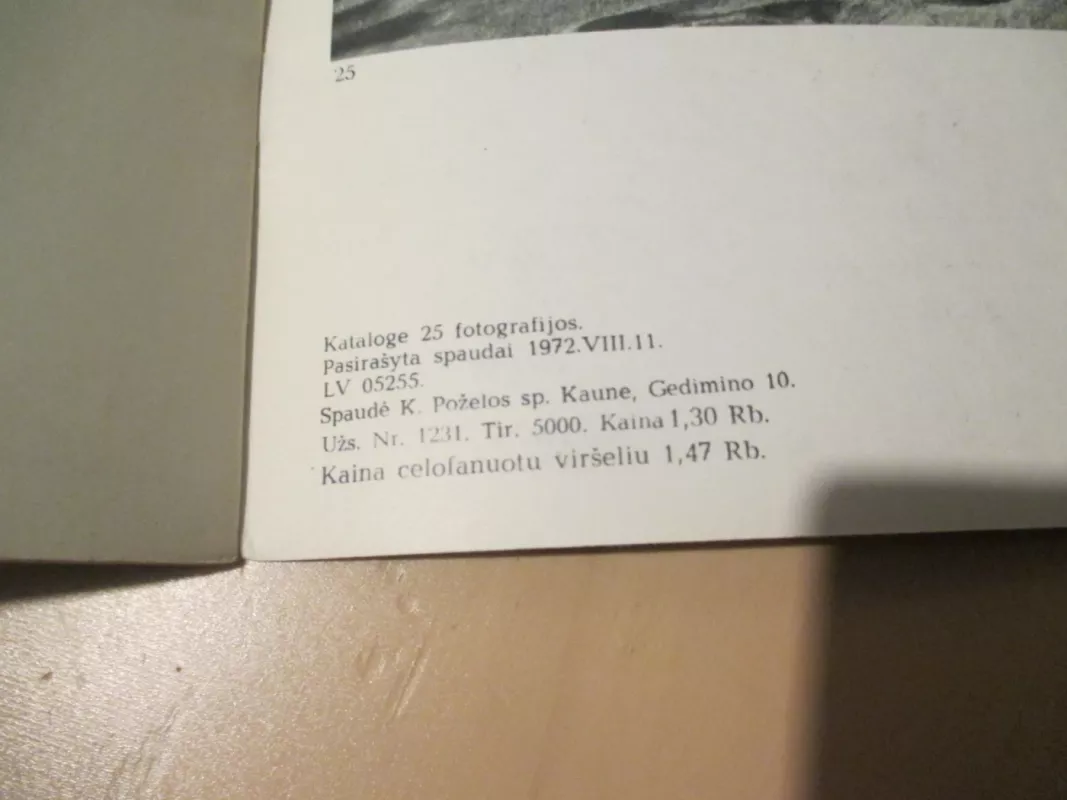 25
Kataloge 25 fotografijos.
Pasirašyta spaudai 1972.VIII.11.
LV 05255.
Spaudė K. Poželos sp. Kaune, Gedimino 10.
Užs. Nr. 1231. Tir. 5000. Kaina 1,30 Rb.
Kaina celofanuotu viršeliu 1,47 Rb.